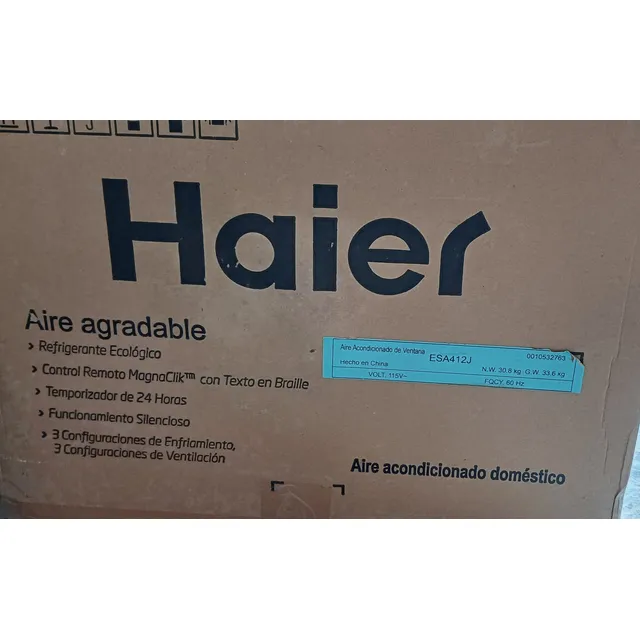 Haier
Aire agradable
› Refrigerante Ecológico
› Control Remoto MagnaClik™ con Texto en Braille
› Temporizador de 24 Horas
› Funcionamiento Silencioso
› 3 Configuraciones de Enfriamiento,
3 Configuraciones de Ventilación
Aire Acondicionado de Ventana ESA412J 0010532763
Hecho en China N.W. 30.8 kg · G.W. 33.6 kg
VOLT. 115V~ FQCY. 60 Hz
Aire acondicionado doméstico